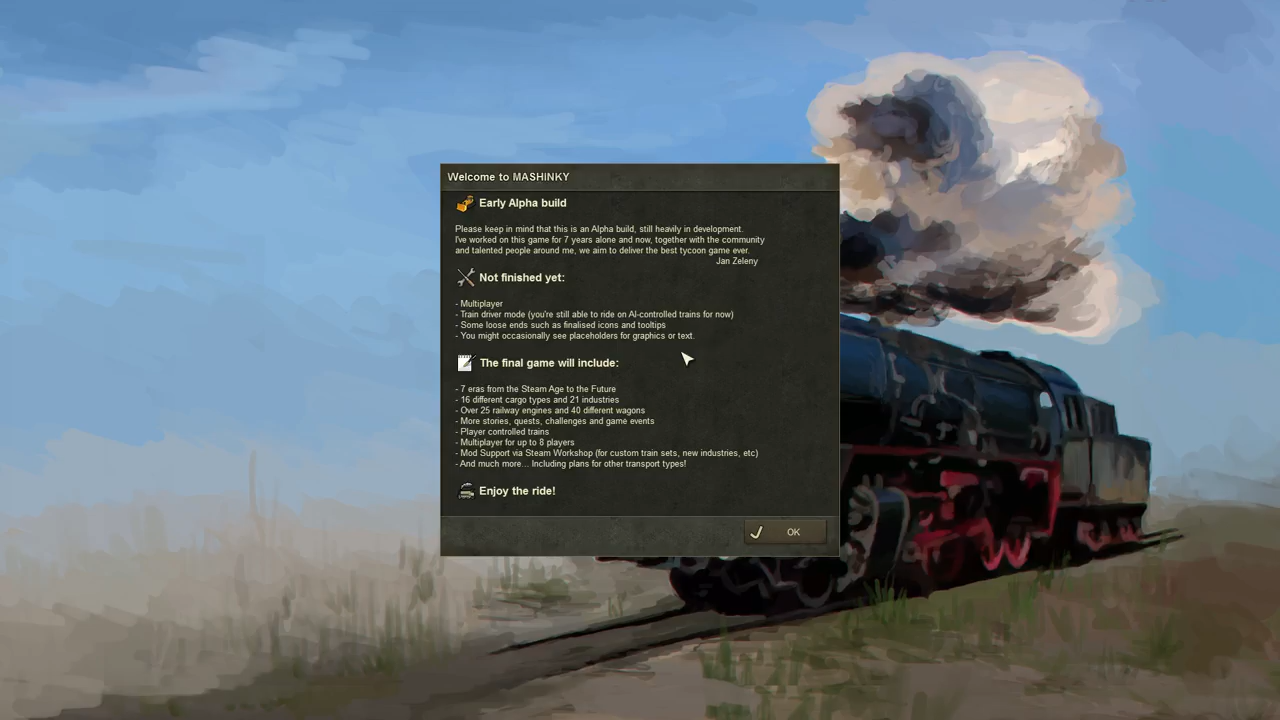 Welcome to MASHINKY
Early Alpha build
Please keep in mind that this is an Alpha build, still heavily in development.
I've worked on this game for 7 years alone and now, together with the community
and talented people around me, we aim to deliver the best tycoon game ever.
Jan Zeleny
Not finished yet:
- Multiplayer
- Train driver mode (you're still able to ride on AI-controlled trains for now)
- Some loose ends such as finalised icons and tooltips
- You might occasionally see placeholders for graphics or text.
The final game will include:
- 7 eras from the Steam Age to the Future
- 16 different cargo types and 21 industries
- Over 25 railway engines and 40 different wagons
- More stories, quests, challenges and game events
- Player controlled trains
- Multiplayer for up to 8 players
- Mod Support via Steam Workshop (for custom train sets, new industries, etc)
- And much more... Including plans for other transport types!
Enjoy the ride!
OK